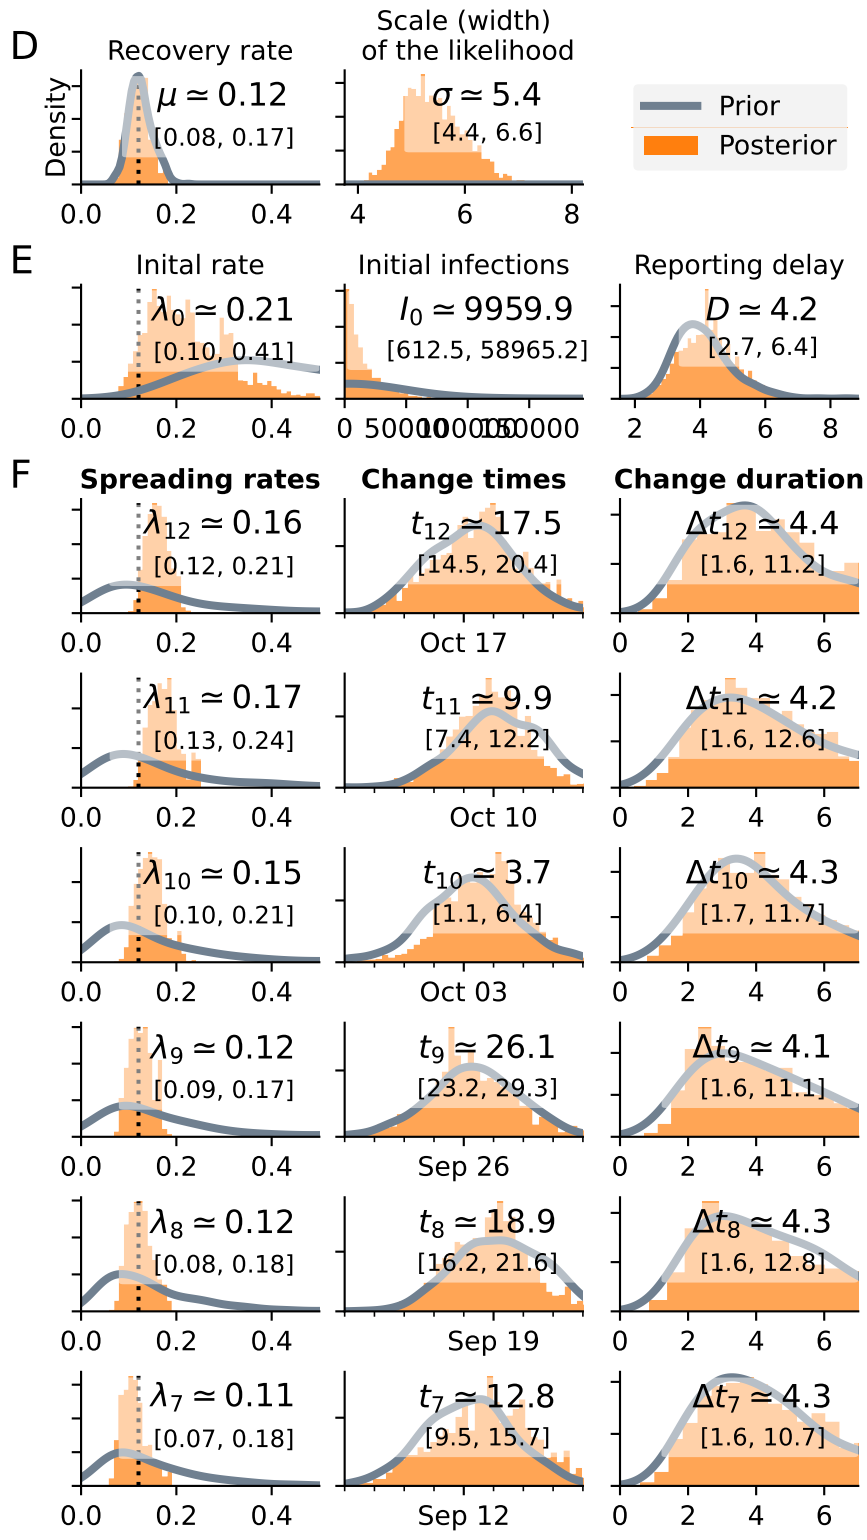 D
Recovery rate
Scale (width)
of the likelihood
Density
μ ≃ 0.12
[0.08, 0.17]
σ ≃ 5.4
[4.4, 6.6]
Prior
Posterior
0.0 0.2 0.4
4 6 8
E
Inital rate
Initial infections
Reporting delay
λ0 ≃ 0.21
[0.10, 0.41]
I0 ≃ 9959.9
[612.5, 58965.2]
D ≃ 4.2
[2.7, 6.4]
0.0 0.2 0.4
0 50000 100000 150000
2 4 6 8
F
Spreading rates
Change times
Change duration
λ12 ≃ 0.16
[0.12, 0.21]
t12 ≃ 17.5
[14.5, 20.4]
Δt12 ≃ 4.4
[1.6, 11.2]
0.0 0.2 0.4
Oct 17
0 2 4 6
λ11 ≃ 0.17
[0.13, 0.24]
t11 ≃ 9.9
[7.4, 12.2]
Δt11 ≃ 4.2
[1.6, 12.6]
0.0 0.2 0.4
Oct 10
0 2 4 6
λ10 ≃ 0.15
[0.10, 0.21]
t10 ≃ 3.7
[1.1, 6.4]
Δt10 ≃ 4.3
[1.7, 11.7]
0.0 0.2 0.4
Oct 03
0 2 4 6
λ9 ≃ 0.12
[0.09, 0.17]
t9 ≃ 26.1
[23.2, 29.3]
Δt9 ≃ 4.1
[1.6, 11.1]
0.0 0.2 0.4
Sep 26
0 2 4 6
λ8 ≃ 0.12
[0.08, 0.18]
t8 ≃ 18.9
[16.2, 21.6]
Δt8 ≃ 4.3
[1.6, 12.8]
0.0 0.2 0.4
Sep 19
0 2 4 6
λ7 ≃ 0.11
[0.07, 0.18]
t7 ≃ 12.8
[9.5, 15.7]
Δt7 ≃ 4.3
[1.6, 10.7]
0.0 0.2 0.4
Sep 12
0 2 4 6